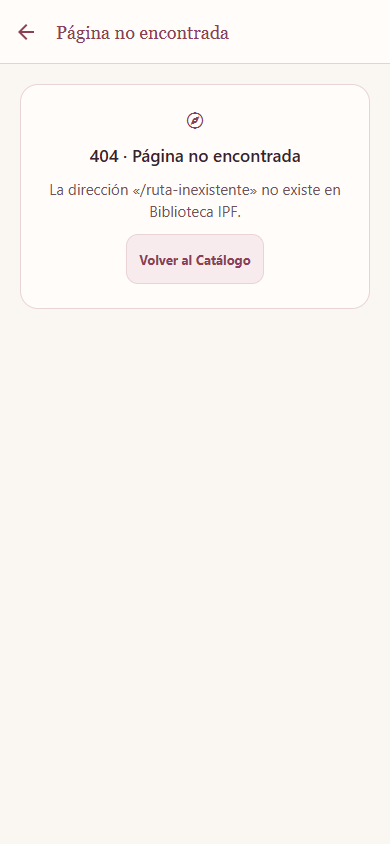 Página no encontrada
404 · Página no encontrada
La dirección «/ruta-inexistente» no existe en
Biblioteca IPF.
Volver al Catálogo